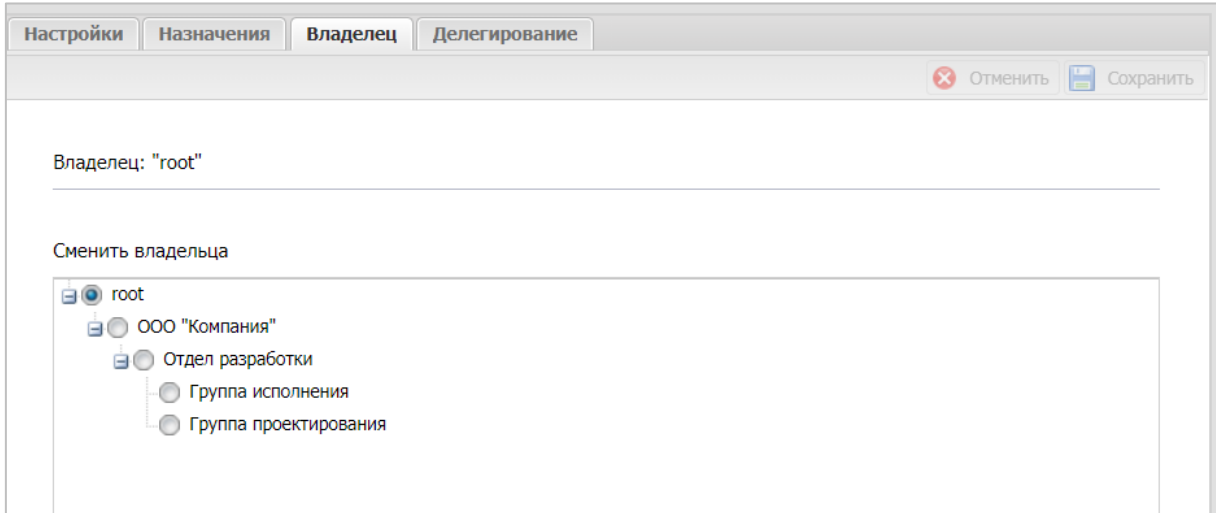 Настройки Назначения Владелец Делегирование
Отменить Сохранить
Владелец: "root"
Сменить владельца
root
ООО "Компания"
Отдел разработки
Группа исполнения
Группа проектирования